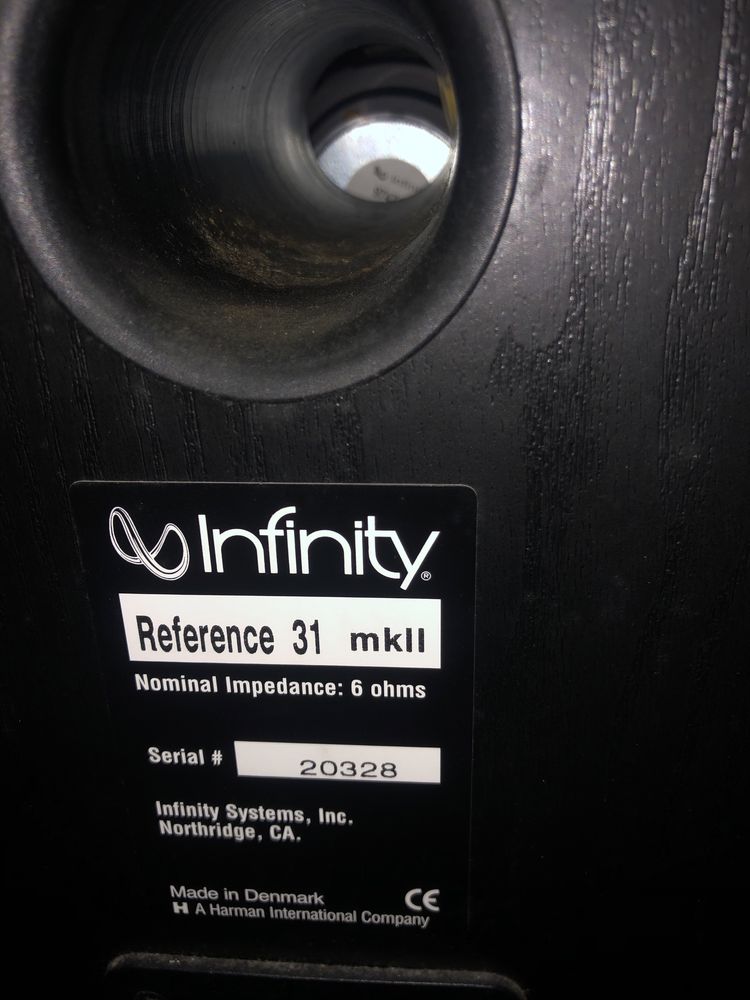 Infinity®
Reference 31 mkII
Nominal Impedance: 6 ohms
Serial # 20328
Infinity Systems, Inc.
Northridge, CA.
Made in Denmark CE
H A Harman International Company